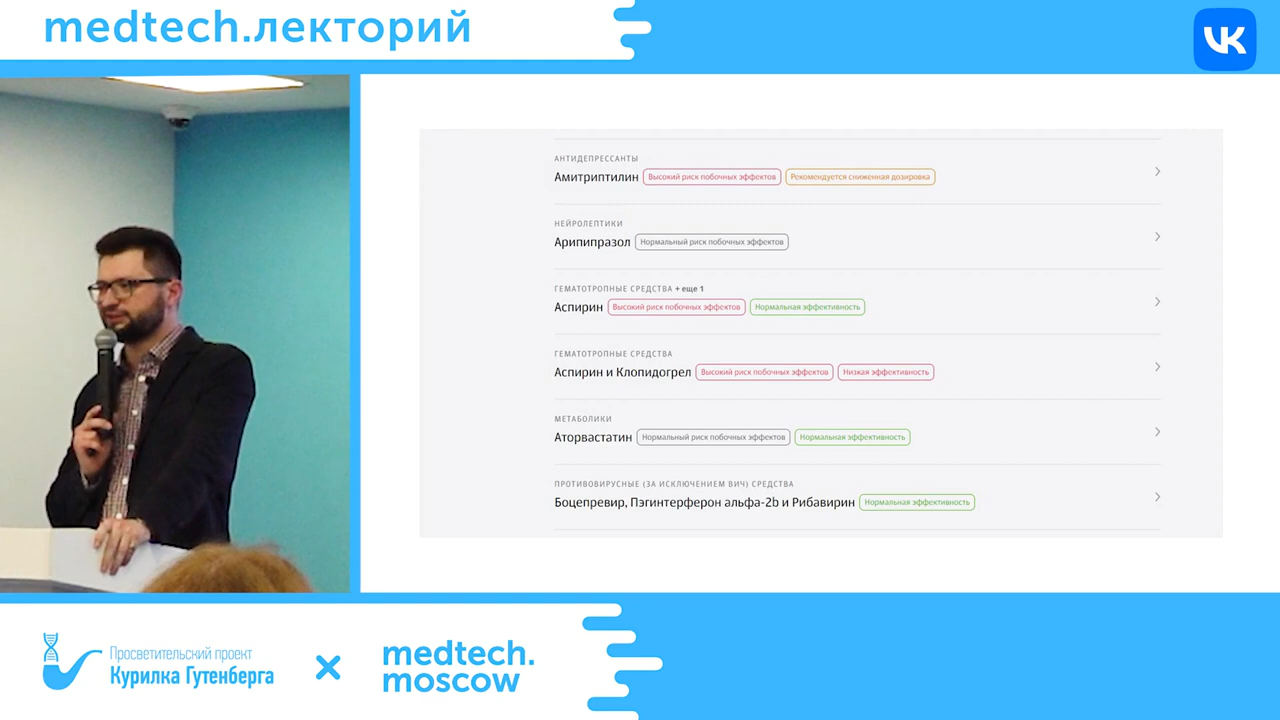 medtech.лекторий
VK
АНТИДЕПРЕССАНТЫ
Амитриптилин Высокий риск побочных эффектов Рекомендуется сниженная дозировка
НЕЙРОЛЕПТИКИ
Арипипразол Нормальный риск побочных эффектов
ГЕМАТОТРОПНЫЕ СРЕДСТВА + еще 1
Аспирин Высокий риск побочных эффектов Нормальная эффективность
ГЕМАТОТРОПНЫЕ СРЕДСТВА
Аспирин и Клопидогрел Высокий риск побочных эффектов Низкая эффективность
МЕТАБОЛИКИ
Аторвастатин Нормальный риск побочных эффектов Нормальная эффективность
ПРОТИВОВИРУСНЫЕ (ЗА ИСКЛЮЧЕНИЕМ ВИЧ) СРЕДСТВА
Боцепревир, Пэгинтерферон альфа-2b и Рибавирин Нормальная эффективность
Просветительский проект
Курилка Гутенберга
medtech.
moscow